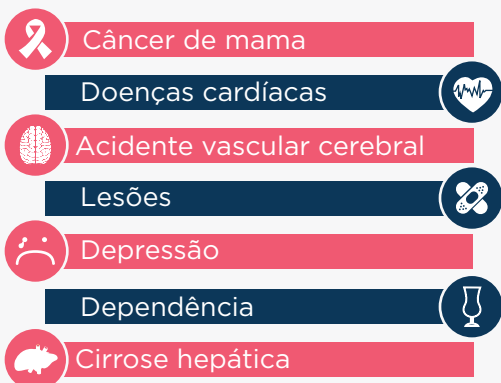 Câncer de mama
Doenças cardíacas
Acidente vascular cerebral
Lesões
Depressão
Dependência
Cirrose hepática